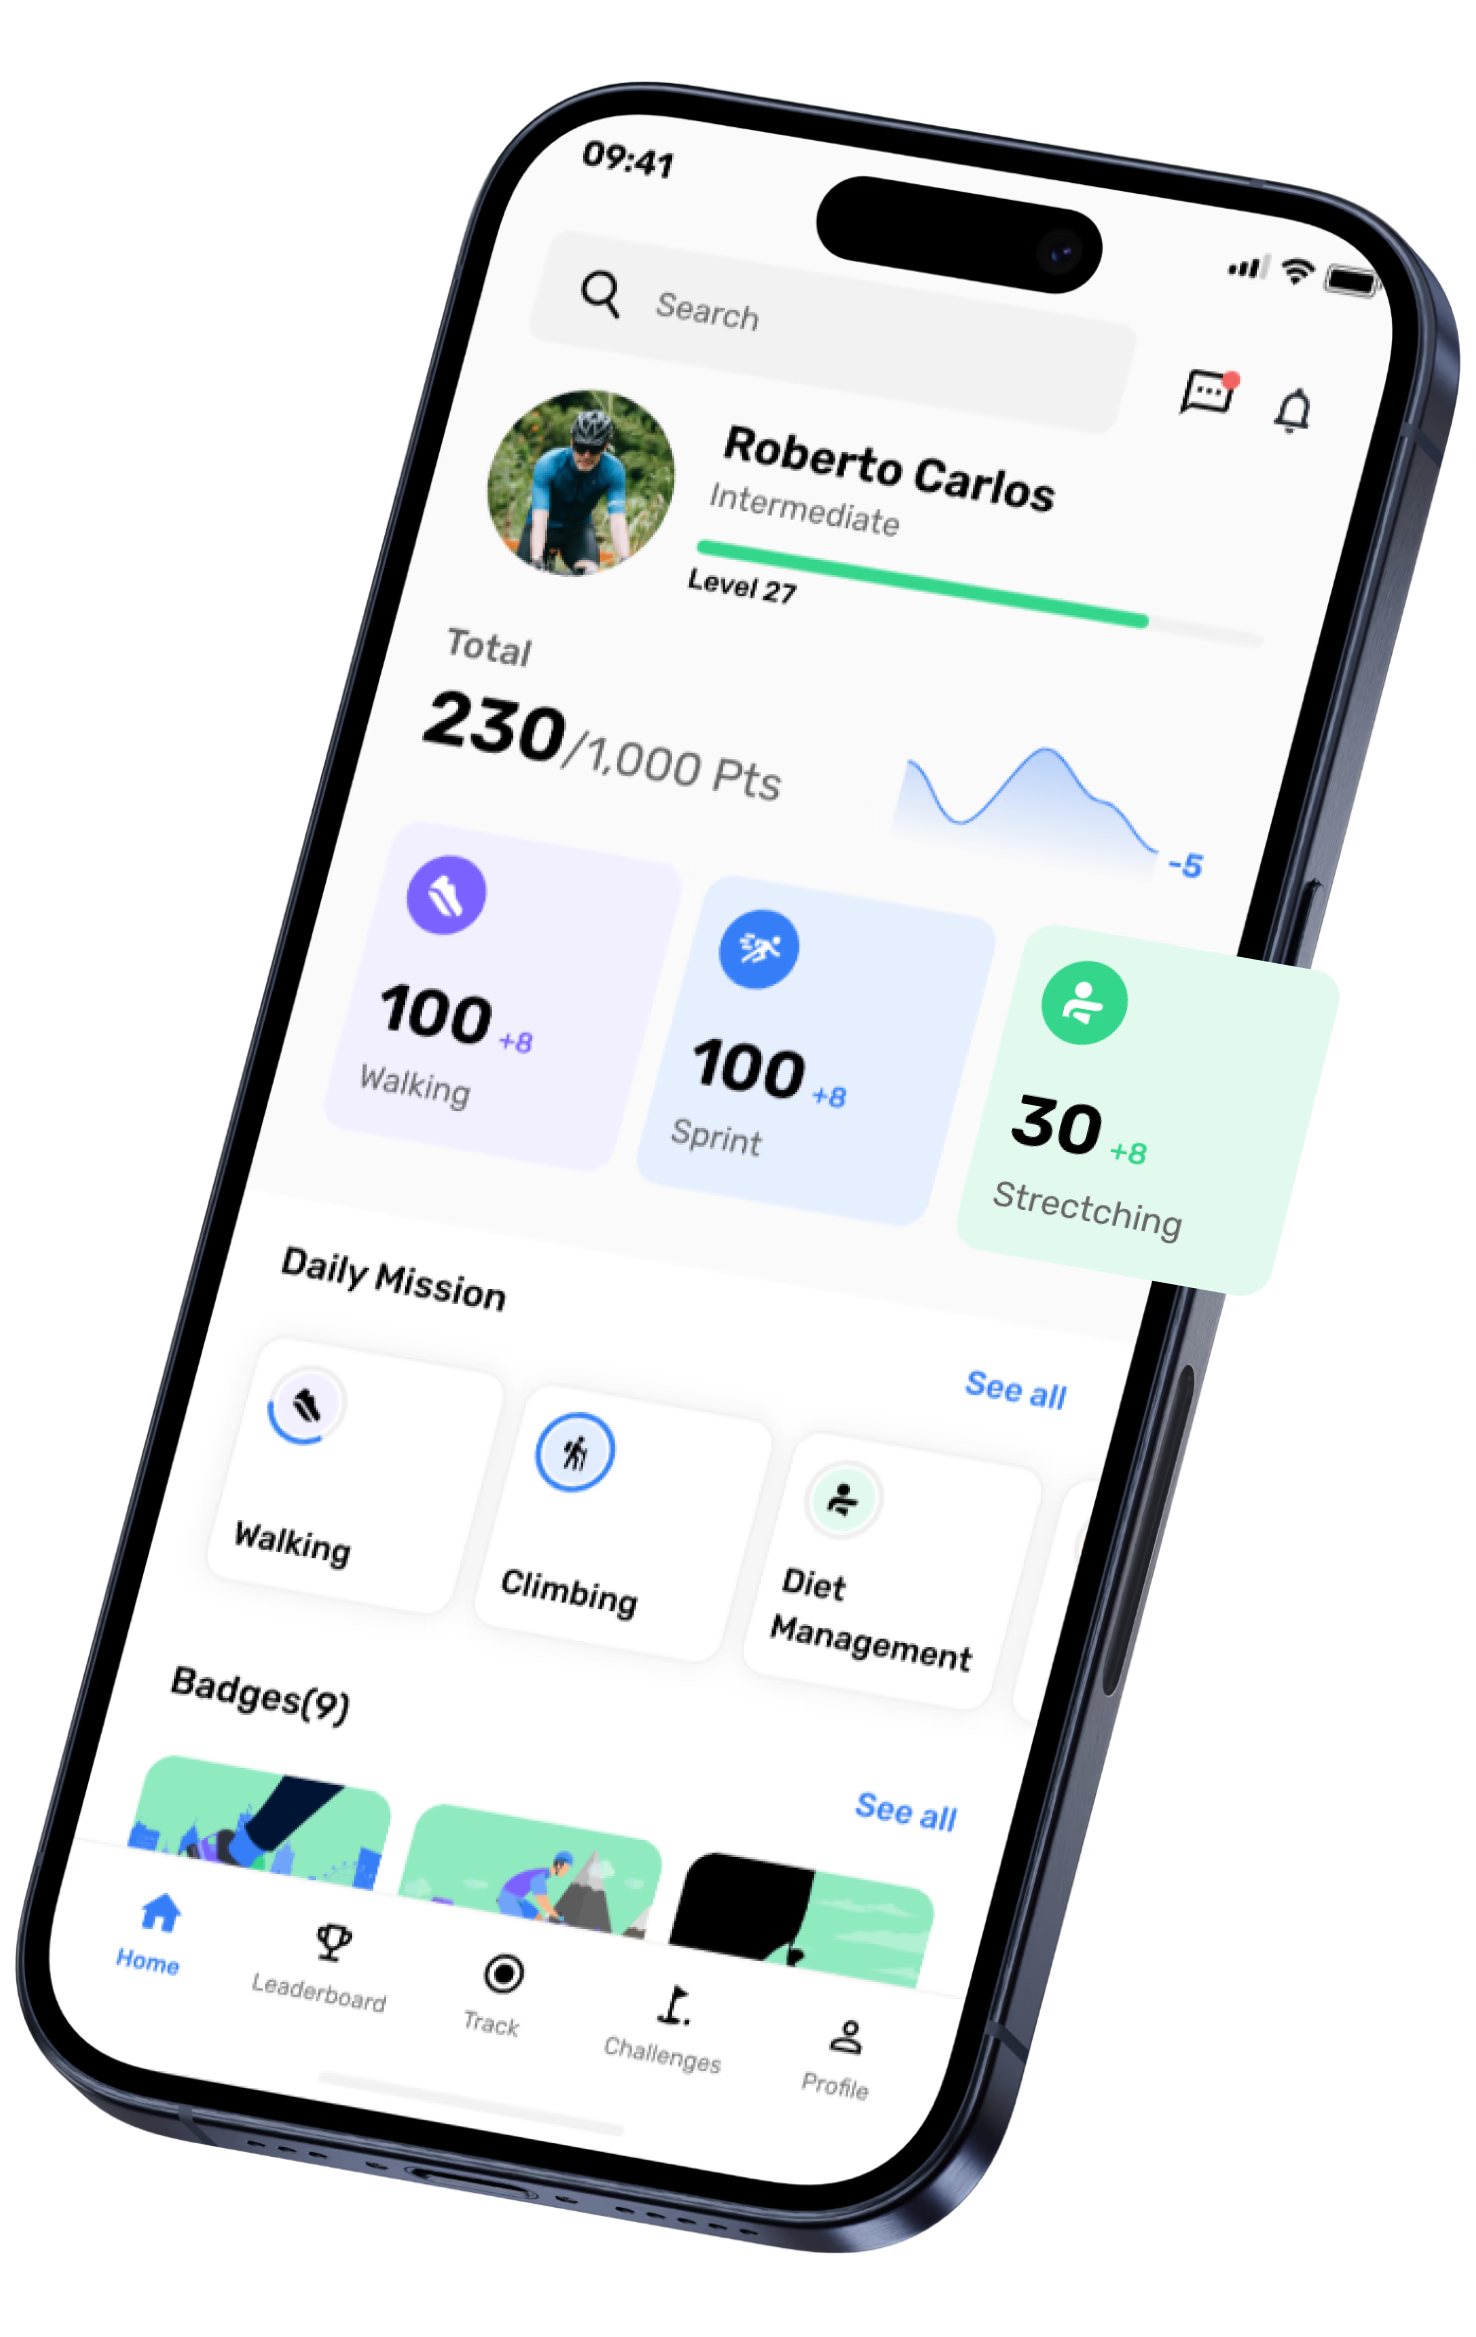 09:41
Search
Roberto Carlos
Intermediate
Level 27
Total
230/1,000 Pts
-5
100 +8
Walking
100 +8
Sprint
30 +8
Strectching
Daily Mission
See all
Walking
Climbing
Diet
Management
Badges(9)
See all
Home
Leaderboard
Track
Challenges
Profile